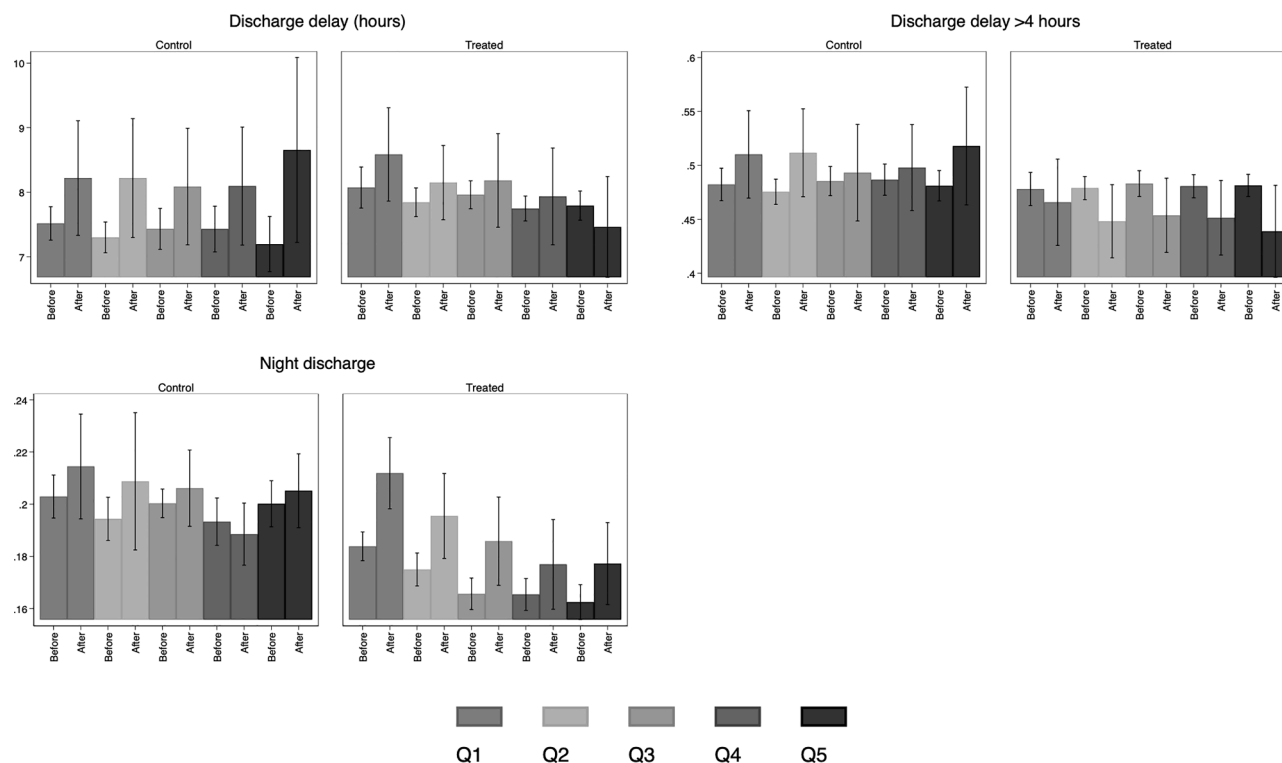 Discharge delay (hours)
Control
Treated
10
9
8
7
Before After Before After Before After Before After Before After
Before After Before After Before After Before After Before After
Discharge delay >4 hours
Control
Treated
.6
.55
.5
.45
.4
Before After Before After Before After Before After Before After
Before After Before After Before After Before After Before After
Night discharge
Control
Treated
.24
.22
.2
.18
.16
Before After Before After Before After Before After Before After
Before After Before After Before After Before After Before After
Q1 Q2 Q3 Q4 Q5